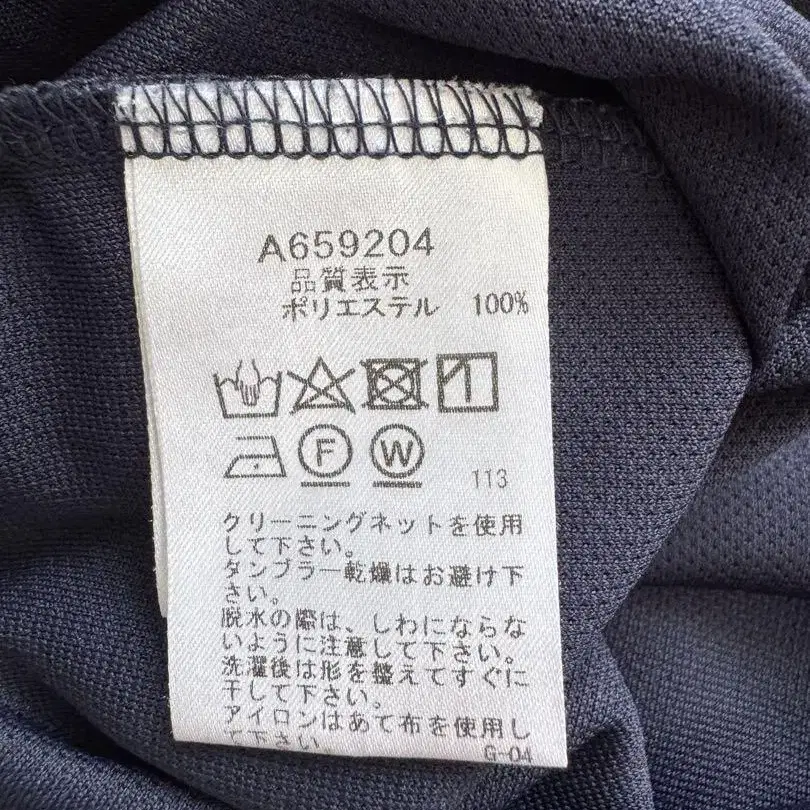 A659204
品質表示
ポリエステル 100%
F W 113
クリーニングネットを使用
して下さい。
タンブラー乾燥はお避け下
さい。
脱水の際は、しわにならな
いように注意して下さい。
洗濯後は形を整えてすぐに
干して下さい。
アイロンはあて布を使用し
て下さい。
G-04